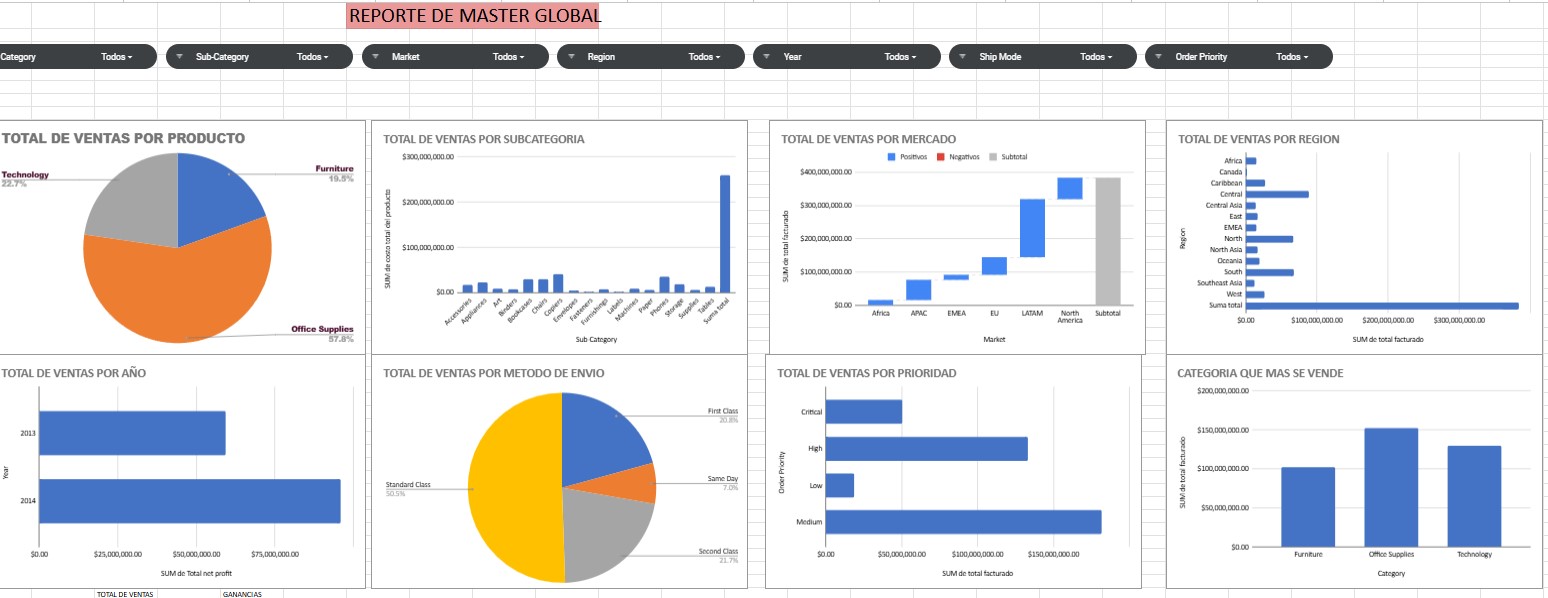 REPORTE DE MASTER GLOBAL
Category Todos
Sub-Category Todos
Market Todos
Region Todos
Year Todos
Ship Mode Todos
Order Priority Todos
TOTAL DE VENTAS POR PRODUCTO
Technology
22.7%
Furniture
19.5%
Office Supplies
57.8%
TOTAL DE VENTAS POR SUBCATEGORIA
SUM de costo total del producto
$300,000,000.00
$200,000,000.00
$100,000,000.00
$0.00
Accessories
Appliances
Art
Binders
Bookcases
Chairs
Copiers
Envelopes
Fasteners
Furnishings
Labels
Machines
Paper
Phones
Storage
Supplies
Tables
Suma total
Sub Category
TOTAL DE VENTAS POR MERCADO
Positivos Negativos Subtotal
SUM de total facturado
$400,000,000.00
$300,000,000.00
$200,000,000.00
$100,000,000.00
$0.00
Africa APAC EMEA EU LATAM North America Subtotal
Market
TOTAL DE VENTAS POR REGION
Region
Africa
Canada
Caribbean
Central
Central Asia
East
EMEA
North
North Asia
Oceania
South
Southeast Asia
West
Suma total
$0.00 $100,000,000.00 $200,000,000.00 $300,000,000.00
SUM de total facturado
TOTAL DE VENTAS POR AÑO
Year
2013
2014
$0.00 $25,000,000.00 $50,000,000.00 $75,000,000.00
SUM de Total net profit
TOTAL DE VENTAS POR METODO DE ENVIO
First Class
20.8%
Same Day
7.0%
Standard Class
50.5%
Second Class
21.7%
TOTAL DE VENTAS POR PRIORIDAD
Order Priority
Critical
High
Low
Medium
$0.00 $50,000,000.00 $100,000,000.00 $150,000,000.00
SUM de total facturado
CATEGORIA QUE MAS SE VENDE
SUM de total facturado
$200,000,000.00
$150,000,000.00
$100,000,000.00
$50,000,000.00
$0.00
Furniture Office Supplies Technology
Category
TOTAL DE VENTAS GANANCIAS